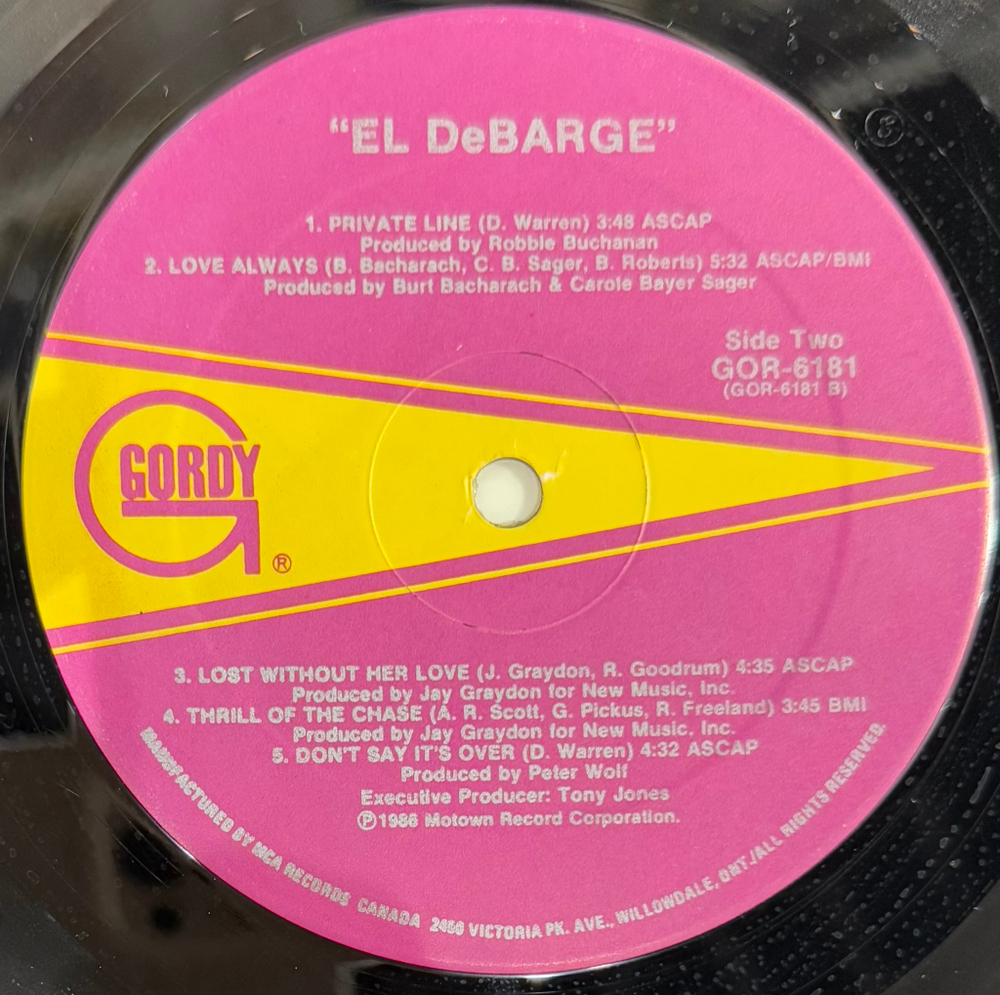 “EL DeBARGE”
1. PRIVATE LINE (D. Warren) 3:48 ASCAP
Produced by Robbie Buchanan
2. LOVE ALWAYS (B. Bacharach, C. B. Sager, B. Roberts) 5:32 ASCAP/BMI
Produced by Burt Bacharach & Carole Bayer Sager
Side Two
GOR-6181
(GOR-6181 B)
GORDY
®
3. LOST WITHOUT HER LOVE (J. Graydon, R. Goodrum) 4:35 ASCAP
Produced by Jay Graydon for New Music, Inc.
4. THRILL OF THE CHASE (A. R. Scott, G. Pickus, R. Freeland) 3:45 BMI
Produced by Jay Graydon for New Music. Inc.
5. DON'T SAY IT'S OVER (D. Warren) 4:32 ASCAP
Produced by Peter Wolf
Executive Producer: Tony Jones
Ⓟ1986 Motown Record Corporation.
MANUFACTURED BY MCA RECORDS CANADA 2450 VICTORIA PK. AVE., WILLOWDALE, ONT./ALL RIGHTS RESERVED.